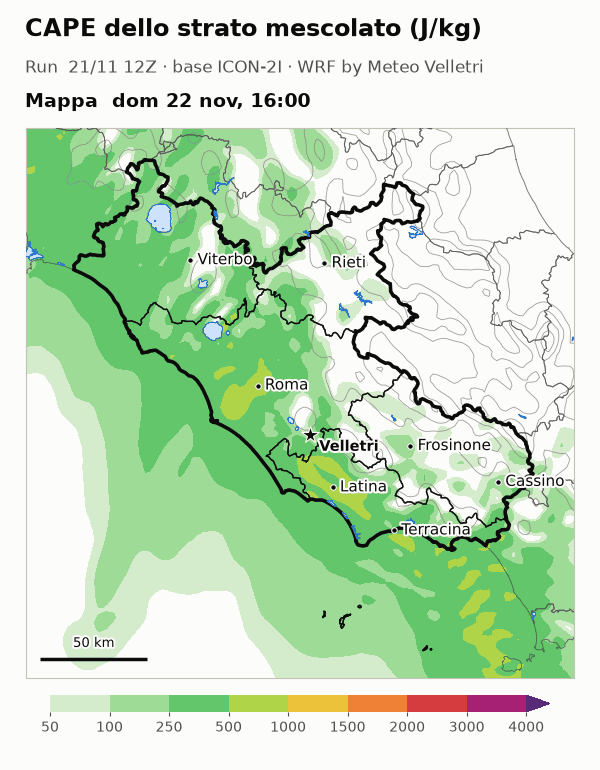 CAPE dello strato mescolato (J/kg)
Run  21/11 12Z · base ICON-2I · WRF by Meteo Velletri
Mappa  dom 22 nov, 16:00
Viterbo
Rieti
Roma
Velletri
Frosinone
Latina
Cassino
Terracina
50 km
50 100 250 500 1000 1500 2000 3000 4000